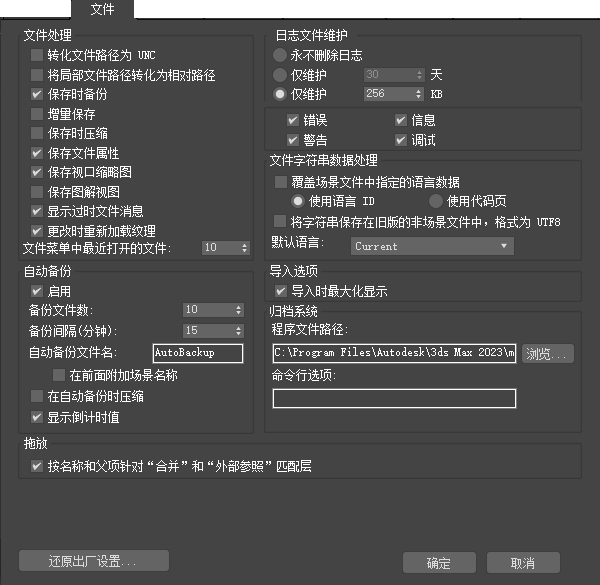 文件
文件处理
转化文件路径为 UNC
将局部文件路径转化为相对路径
保存时备份
增量保存
保存时压缩
保存文件属性
保存视口缩略图
保存图解视图
显示过时文件消息
更改时重新加载纹理
文件菜单中最近打开的文件: 10
自动备份
启用
备份文件数: 10
备份间隔(分钟): 15
自动备份文件名: AutoBackup
在前面附加场景名称
在自动备份时压缩
显示倒计时值
日志文件维护
永不删除日志
仅维护 30 天
仅维护 256 KB
错误 信息
警告 调试
文件字符串数据处理
覆盖场景文件中指定的语言数据
使用语言 ID 使用代码页
将字符串保存在旧版的非场景文件中，格式为 UTF8
默认语言: Current
导入选项
导入时最大化显示
归档系统
程序文件路径:
C:\Program Files\Autodesk\3ds Max 2023\m 浏览...
命令行选项:
拖放
按名称和父项针对“合并”和“外部参照”匹配层
还原出厂设置... 确定 取消